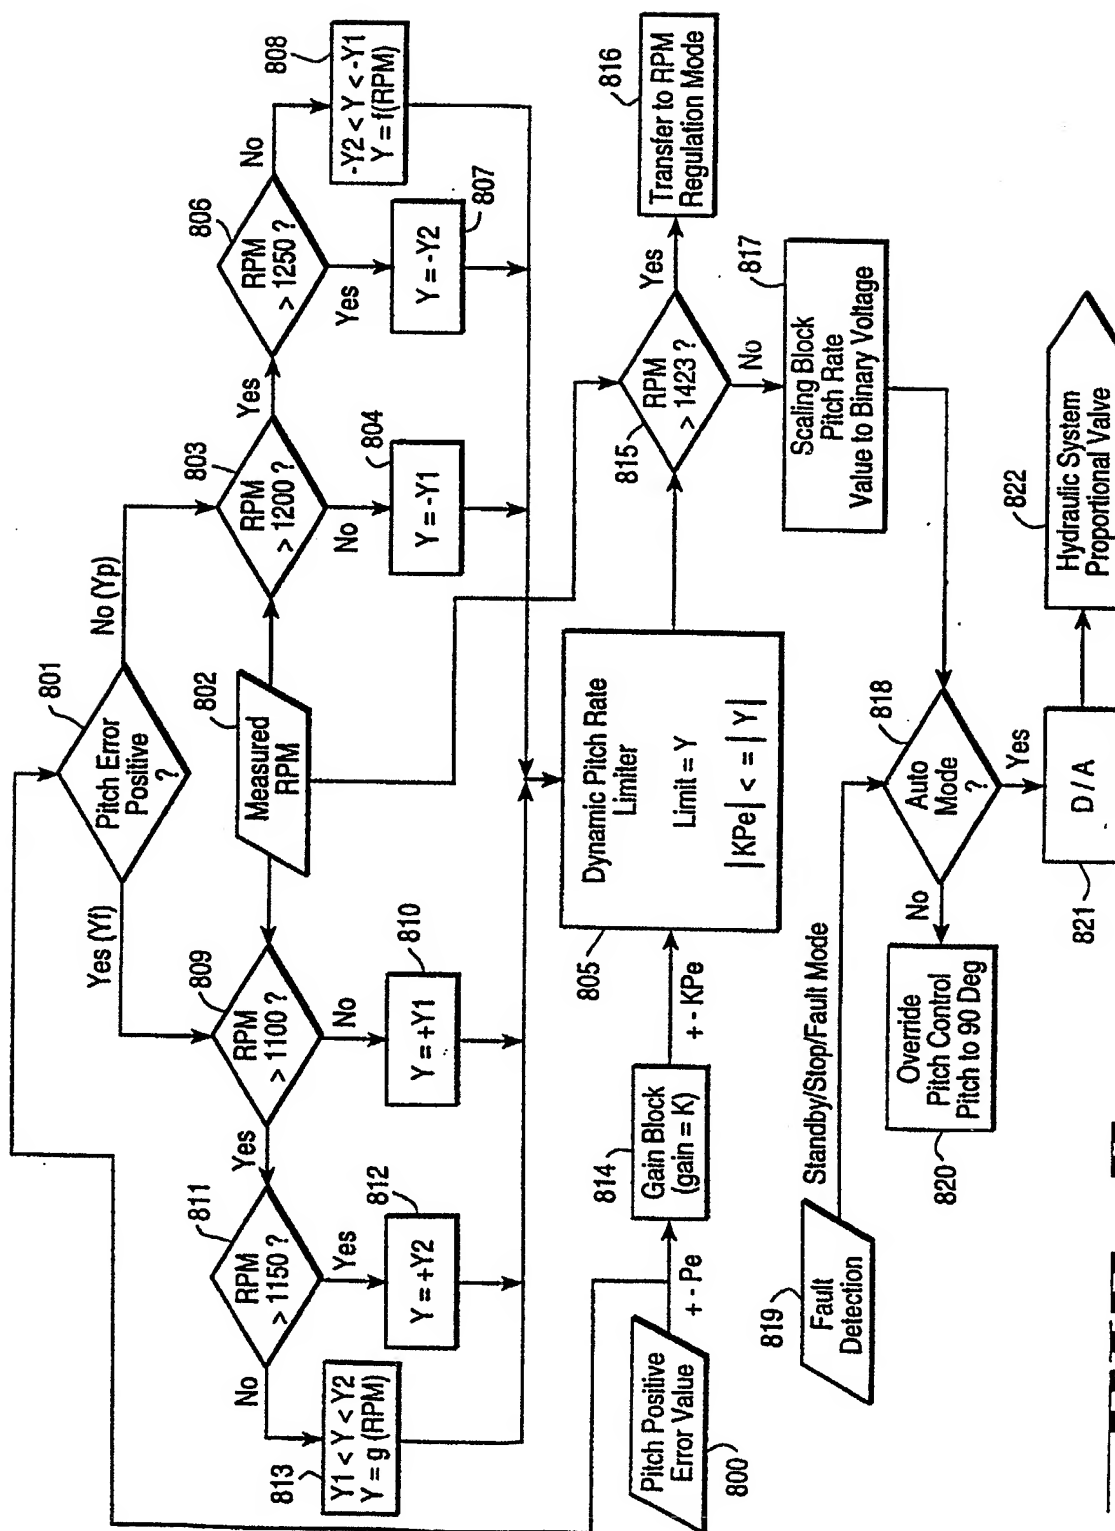 801
Pitch Error
Positive
?
Yes (Yf)
No (Yp)
802
Measured
RPM
803
RPM
> 1200 ?
Yes
No
804
Y = -Y1
806
RPM
> 1250 ?
No
Yes
808
-Y2 < Y < -Y1
Y = f(RPM)
807
Y = -Y2
809
RPM
> 1100 ?
Yes
No
810
Y = +Y1
811
RPM
> 1150 ?
No
Yes
812
Y = +Y2
813
Y1 < Y < Y2
Y = g (RPM)
800
Pitch Positive
Error Value
+ - Pe
814
Gain Block
(gain = K)
+ - KPe
805
Dynamic Pitch Rate
Limiter
Limit = Y
|KPe| < = | Y |
815
RPM
> 1423 ?
Yes
No
816
Transfer to RPM
Regulation Mode
817
Scaling Block
Pitch Rate
Value to Binary Voltage
819
Fault
Detection
Standby/Stop/Fault Mode
818
Auto
Mode
?
No
Yes
820
Override
Pitch Control
Pitch to 90 Deg
821
D / A
822
Hydraulic System
Proportional Valve